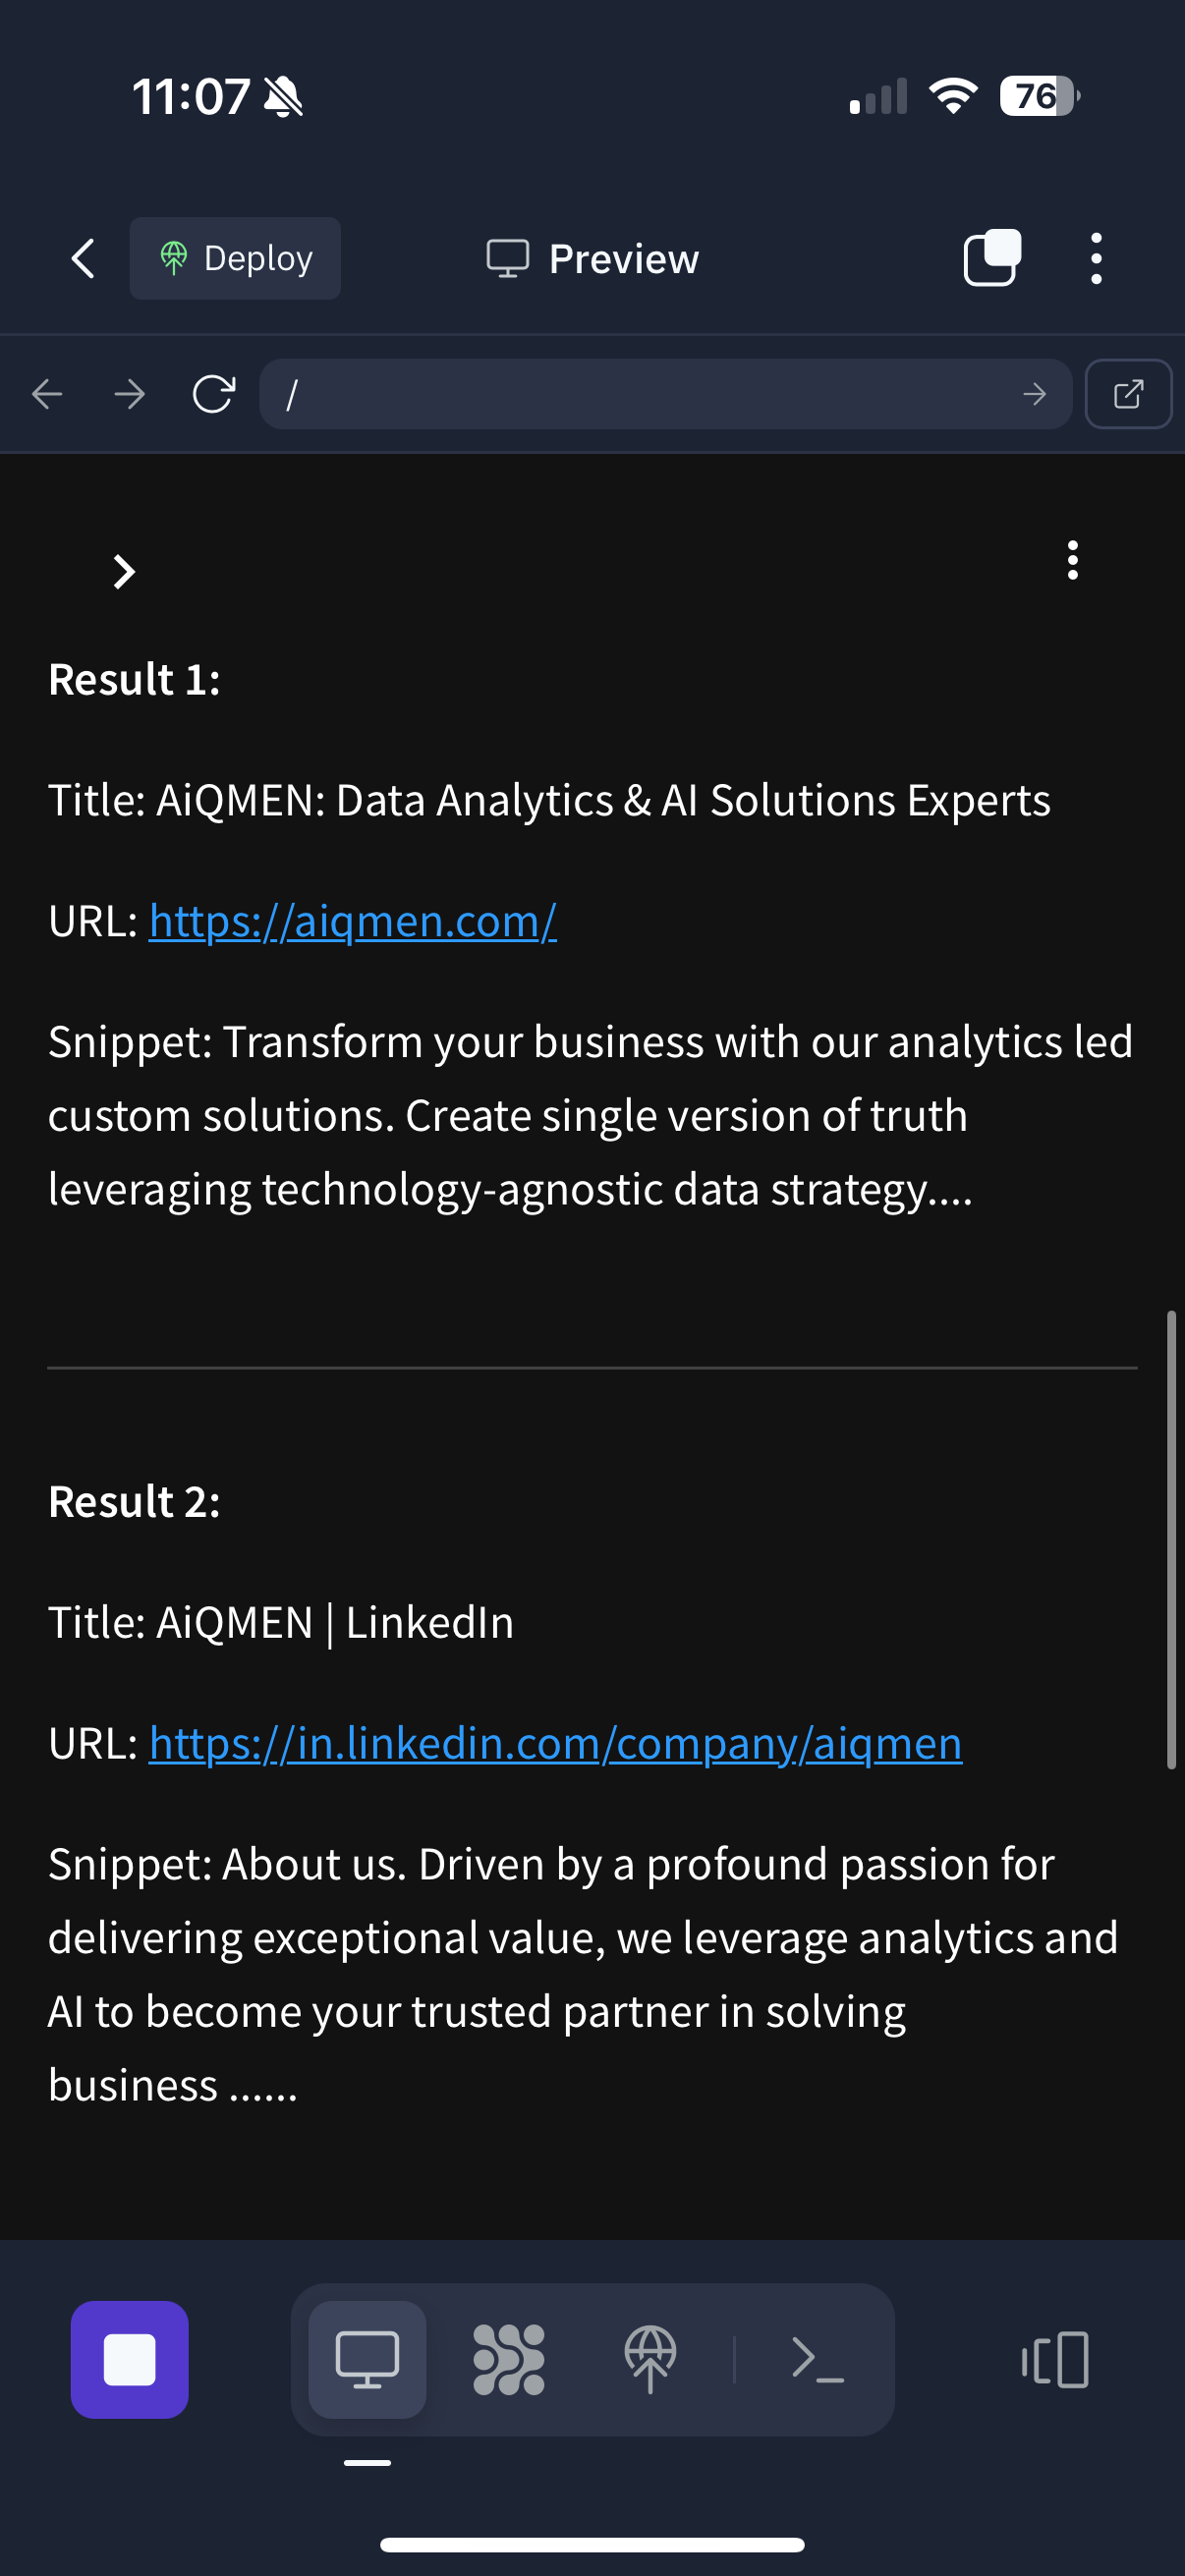 11:07
76
Deploy
Preview
/
Result 1:
Title: AiQMEN: Data Analytics & AI Solutions Experts
URL: https://aiqmen.com/
Snippet: Transform your business with our analytics led
custom solutions. Create single version of truth
leveraging technology-agnostic data strategy....
Result 2:
Title: AiQMEN | LinkedIn
URL: https://in.linkedin.com/company/aiqmen
Snippet: About us. Driven by a profound passion for
delivering exceptional value, we leverage analytics and
AI to become your trusted partner in solving
business ......